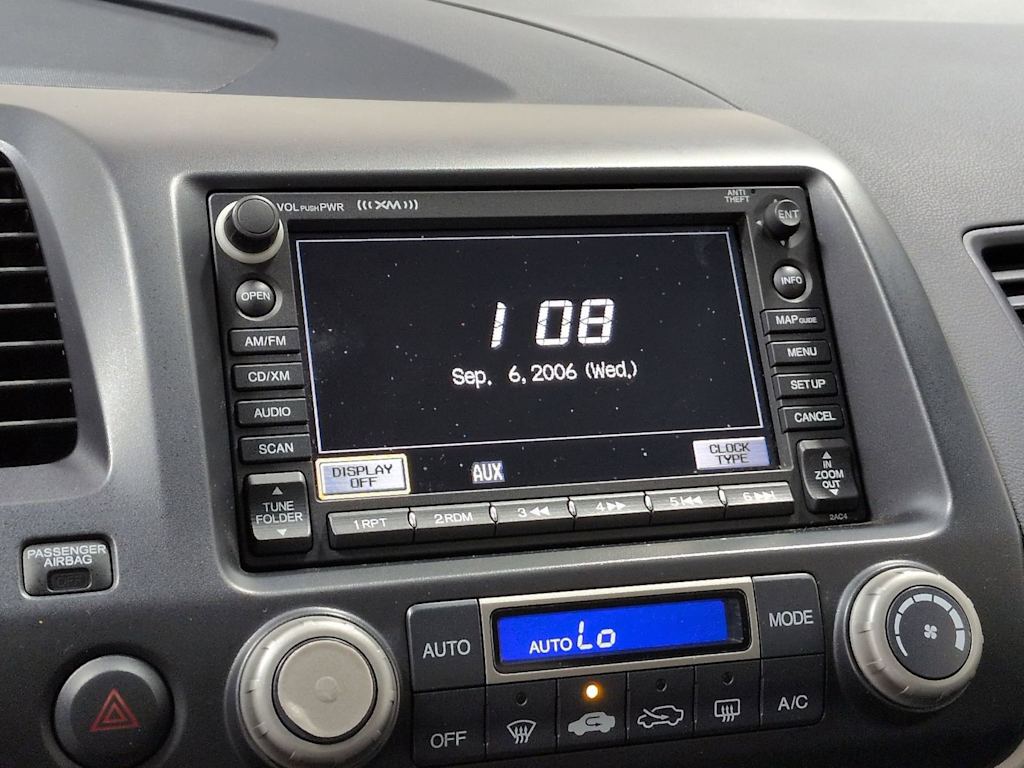 VOL PUSH PWR
(((XM)))
ANTI
THEFT
ENT
OPEN
INFO
AM/FM
MAP GUIDE
CD/XM
MENU
AUDIO
SETUP
SCAN
CANCEL
1 08
Sep. 6, 2006 (Wed.)
DISPLAY
OFF
AUX
CLOCK
TYPE
TUNE
FOLDER
IN
ZOOM
OUT
2AC4
1 RPT
2 RDM
3 ◀◀
4 ▶▶
5 |◀◀
6 ▶▶|
PASSENGER
AIRBAG
OFF
AUTO
AUTO Lo
MODE
OFF
A/C